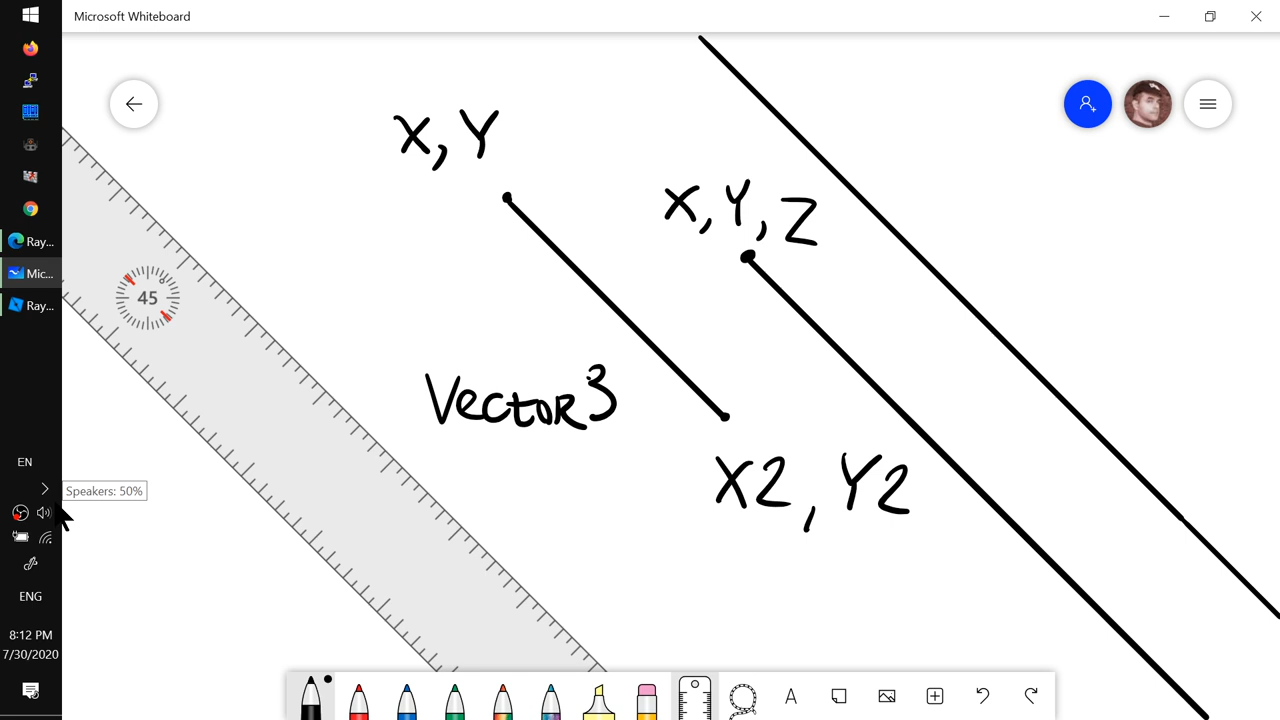 Microsoft Whiteboard
X, Y
X, Y, Z
Ray...
Mic...
45
Ray...
Vector3
EN
X2, Y2
Speakers: 50%
ENG
8:12 PM
7/30/2020
A